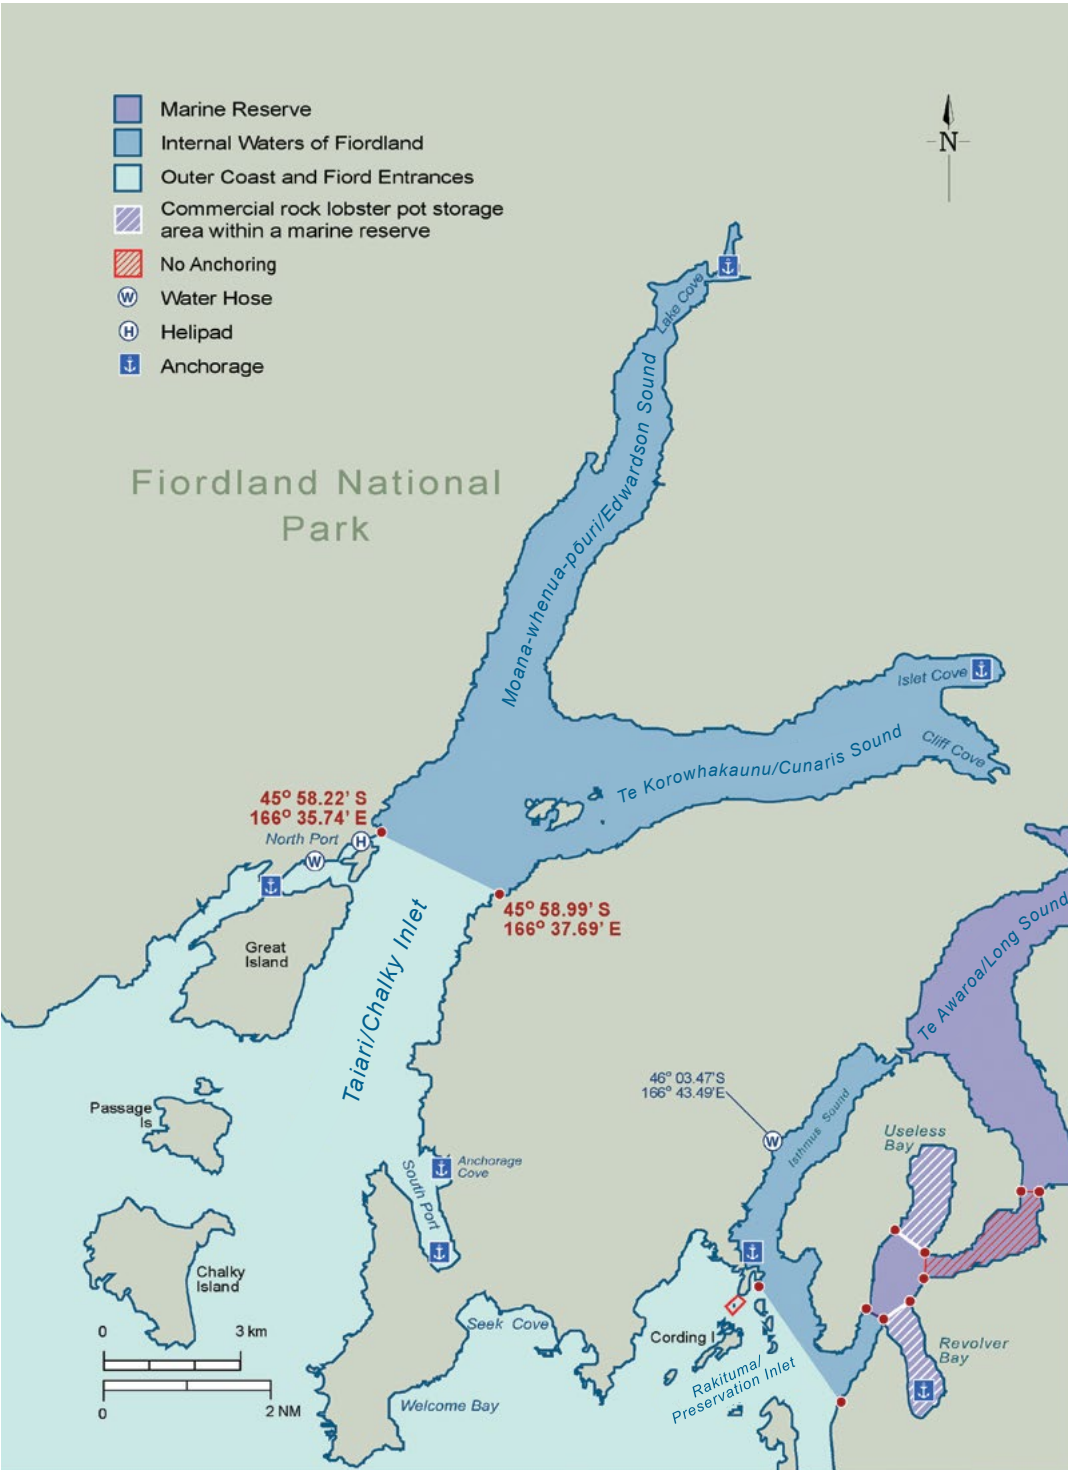 Marine Reserve
Internal Waters of Fiordland
Outer Coast and Fiord Entrances
Commercial rock lobster pot storage
area within a marine reserve
No Anchoring
W Water Hose
H Helipad
Anchorage
N
Fiordland National
Park
Lake Cove
Moana-whenua-pōuri/Edwardson Sound
Islet Cove
Cliff Cove
Te Korowhakaunu/Cunaris Sound
45° 58.22' S
166° 35.74' E
North Port
H
W
45° 58.99' S
166° 37.69' E
Great
Island
Taiari/Chalky Inlet
Te Awaroa/Long Sound
46° 03.47'S
166° 43.49'E
W
Isthmus Sound
Useless
Bay
Passage
Is
Anchorage
Cove
South Port
Chalky
Island
Seek Cove
Cording I
Revolver
Bay
Rakituma/
Preservation Inlet
Welcome Bay
0 3 km
0 2 NM